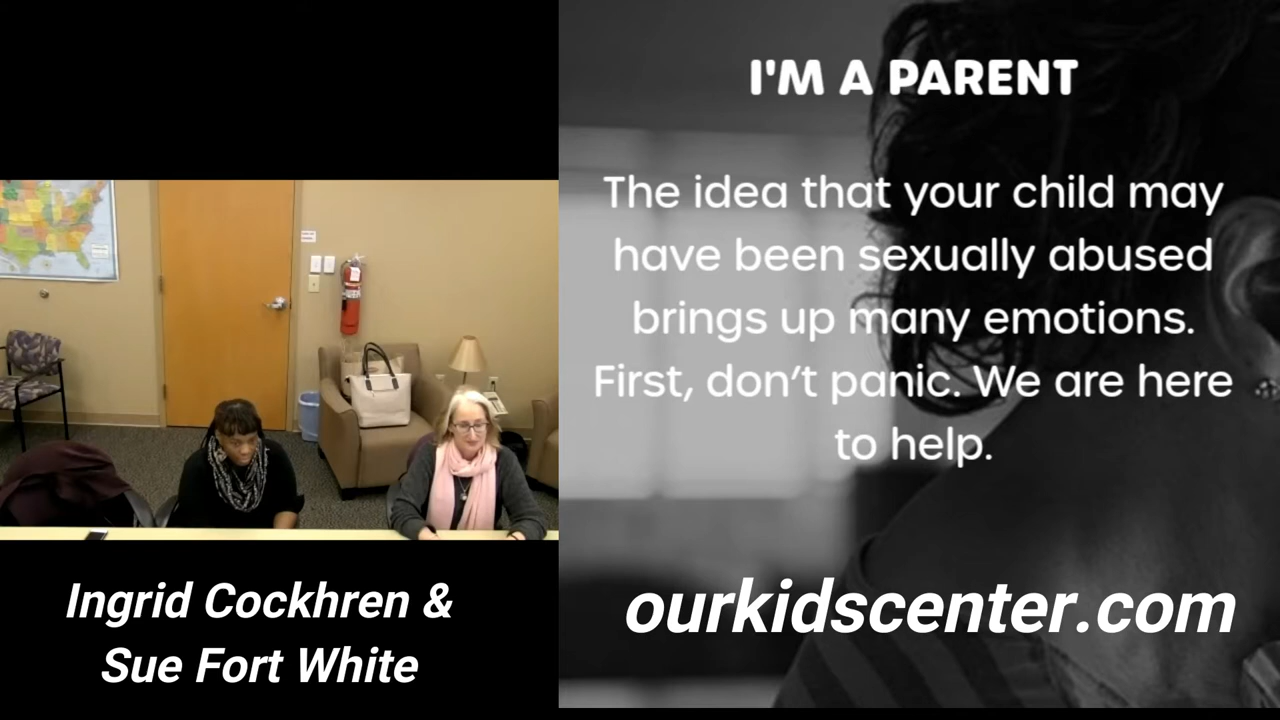 I'M A PARENT
The idea that your child may
have been sexually abused
brings up many emotions.
First, don’t panic. We are here
to help.
ourkidscenter.com
Ingrid Cockhren &
Sue Fort White